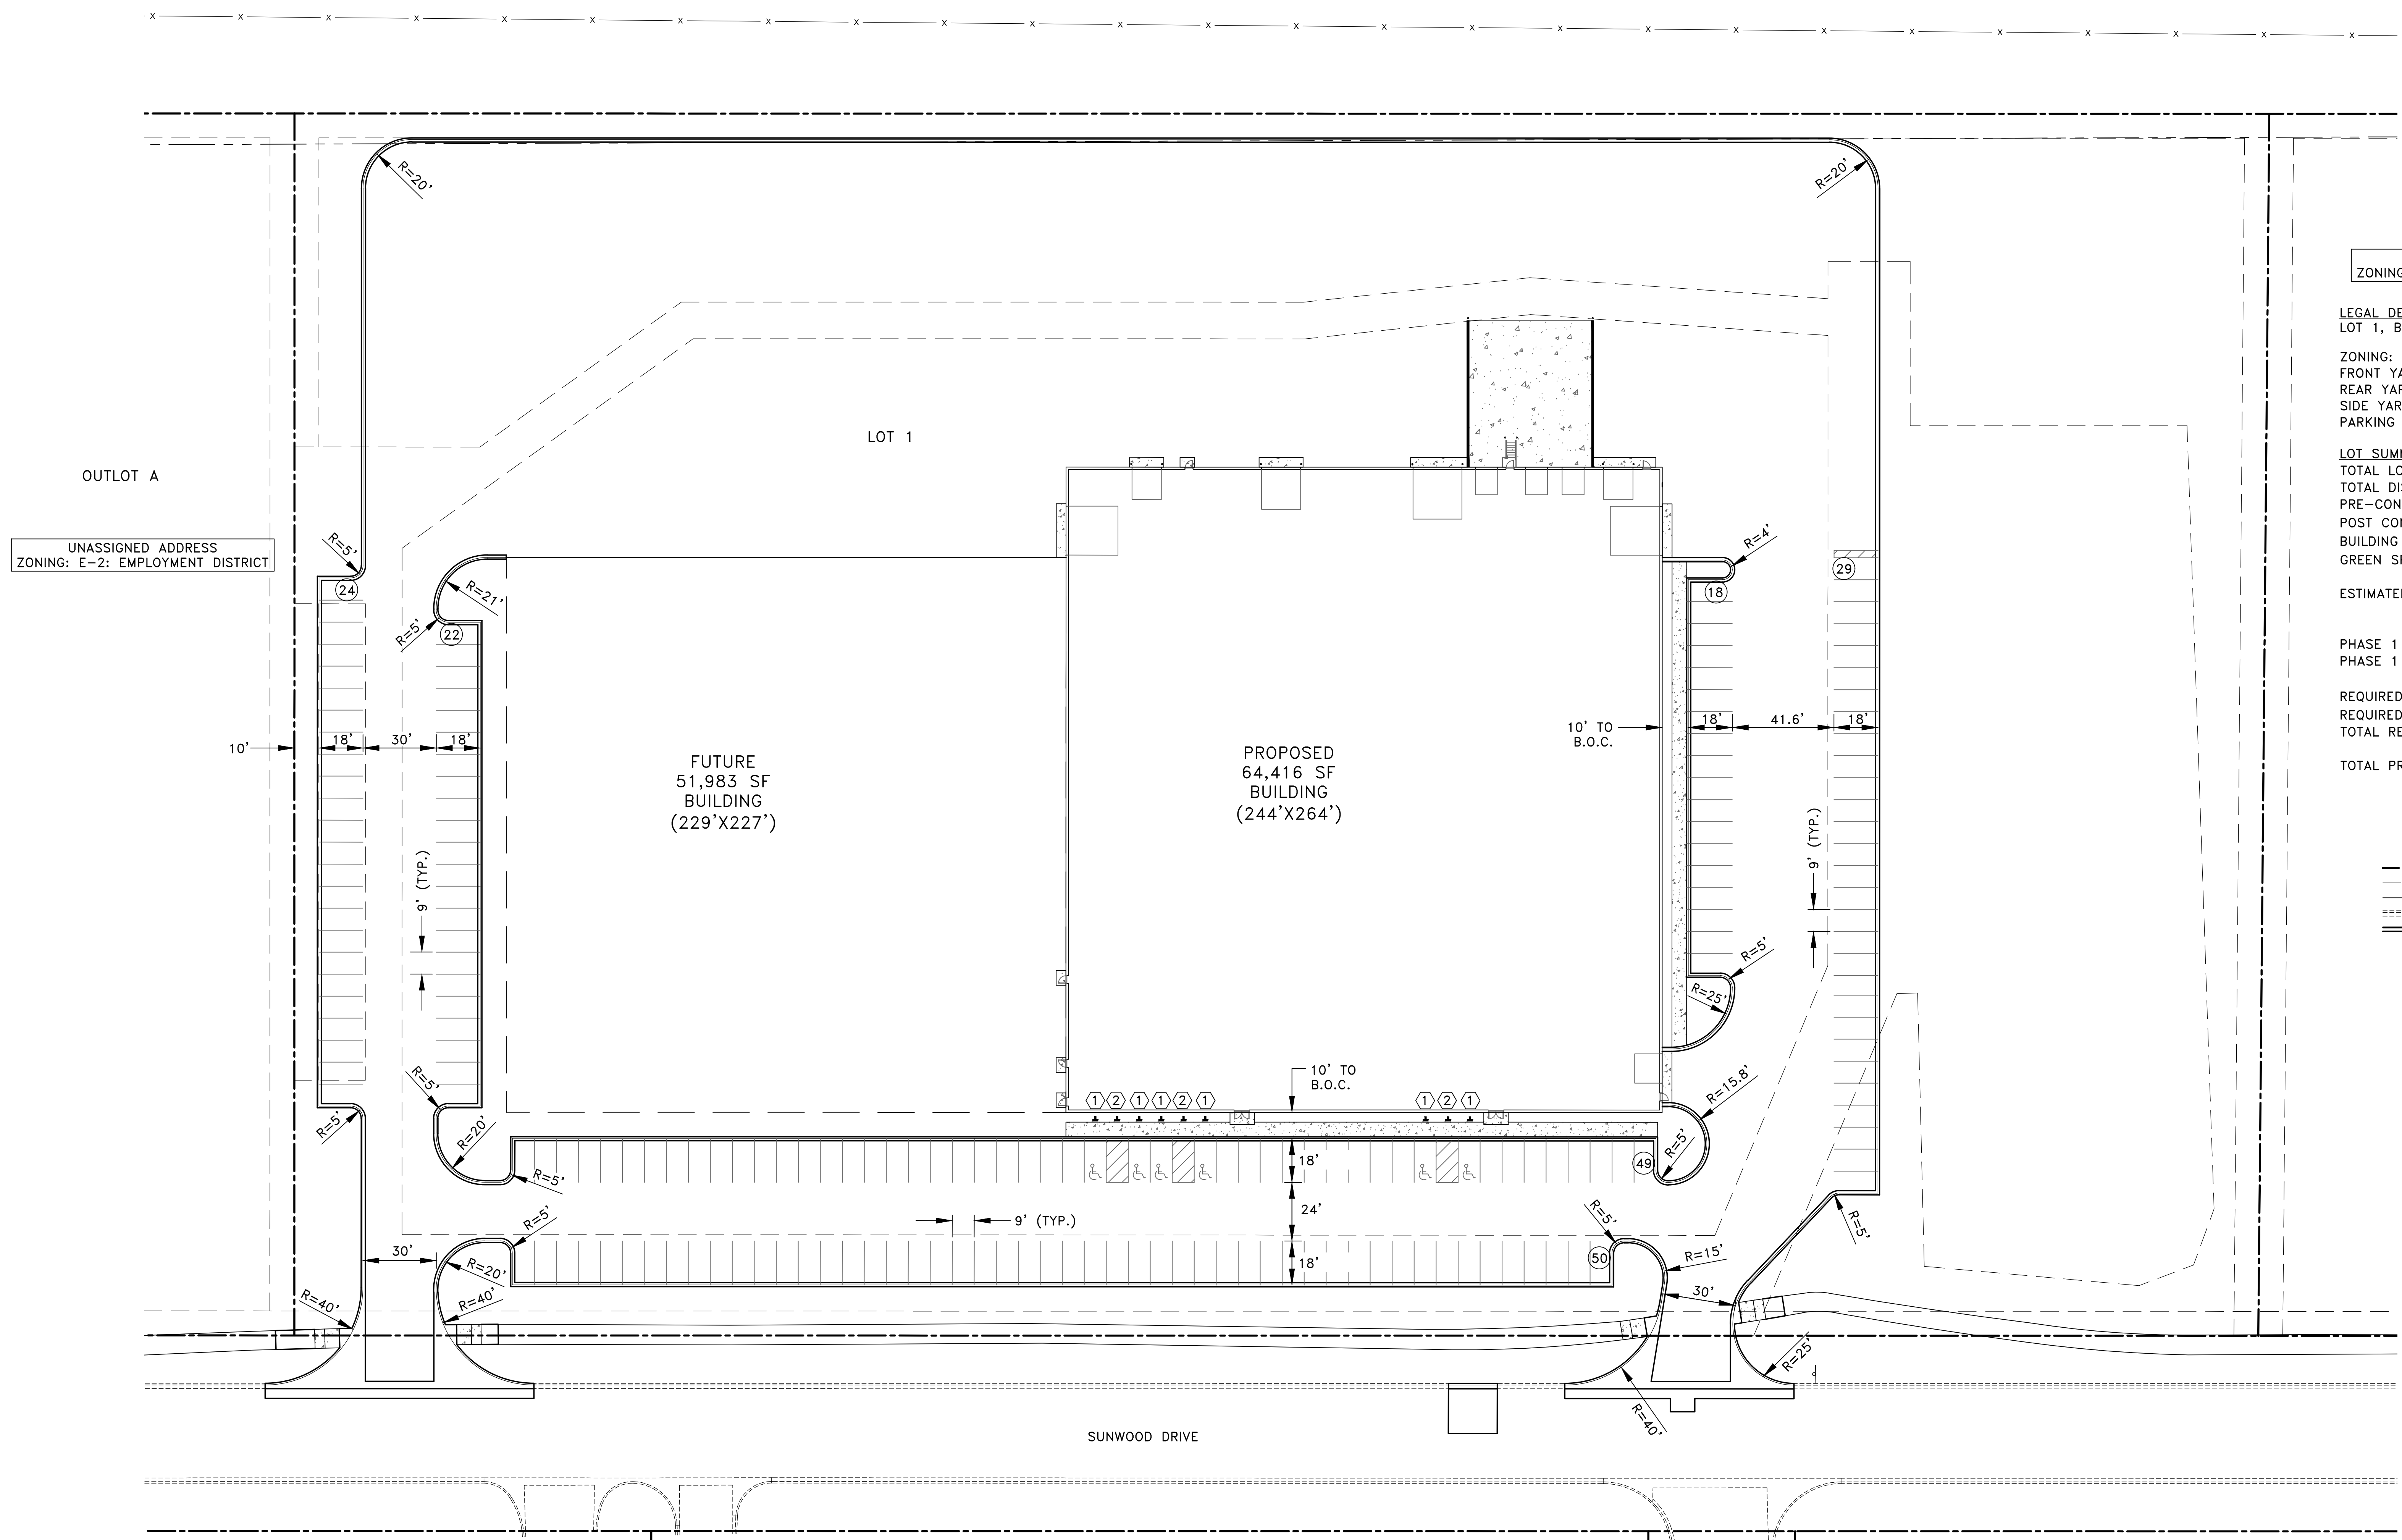 R=20'
R=20'
ZONING
LEGAL DE
LOT 1, B
ZONING:
FRONT YA
REAR YAR
SIDE YAR
PARKING
LOT SUMM
TOTAL LO
TOTAL DIS
PRE-CON
POST CON
BUILDING
GREEN SP
ESTIMATE
PHASE 1
PHASE 1
REQUIRED
REQUIRED
TOTAL RE
TOTAL PR
LOT 1
OUTLOT A
UNASSIGNED ADDRESS
ZONING: E-2: EMPLOYMENT DISTRICT
R=5'
24
R=21'
R=5'
22
R=4'
18
29
10'
18'
30'
18'
FUTURE
51,983 SF
BUILDING
(229'X227')
PROPOSED
64,416 SF
BUILDING
(244'X264')
10' TO
B.O.C.
18'
41.6'
18'
9' (TYP.)
9' (TYP.)
R=5'
R=25'
10' TO
B.O.C.
1 2 1 1 2 1
1 2 1
R=15.8'
R=5'
R=5'
R=5'
R=20'
R=5'
49
18'
24'
18'
9' (TYP.)
R=5'
R=5'
50
R=15'
R=5'
30'
R=20'
R=40'
R=40'
30'
R=25'
R=40'
SUNWOOD DRIVE